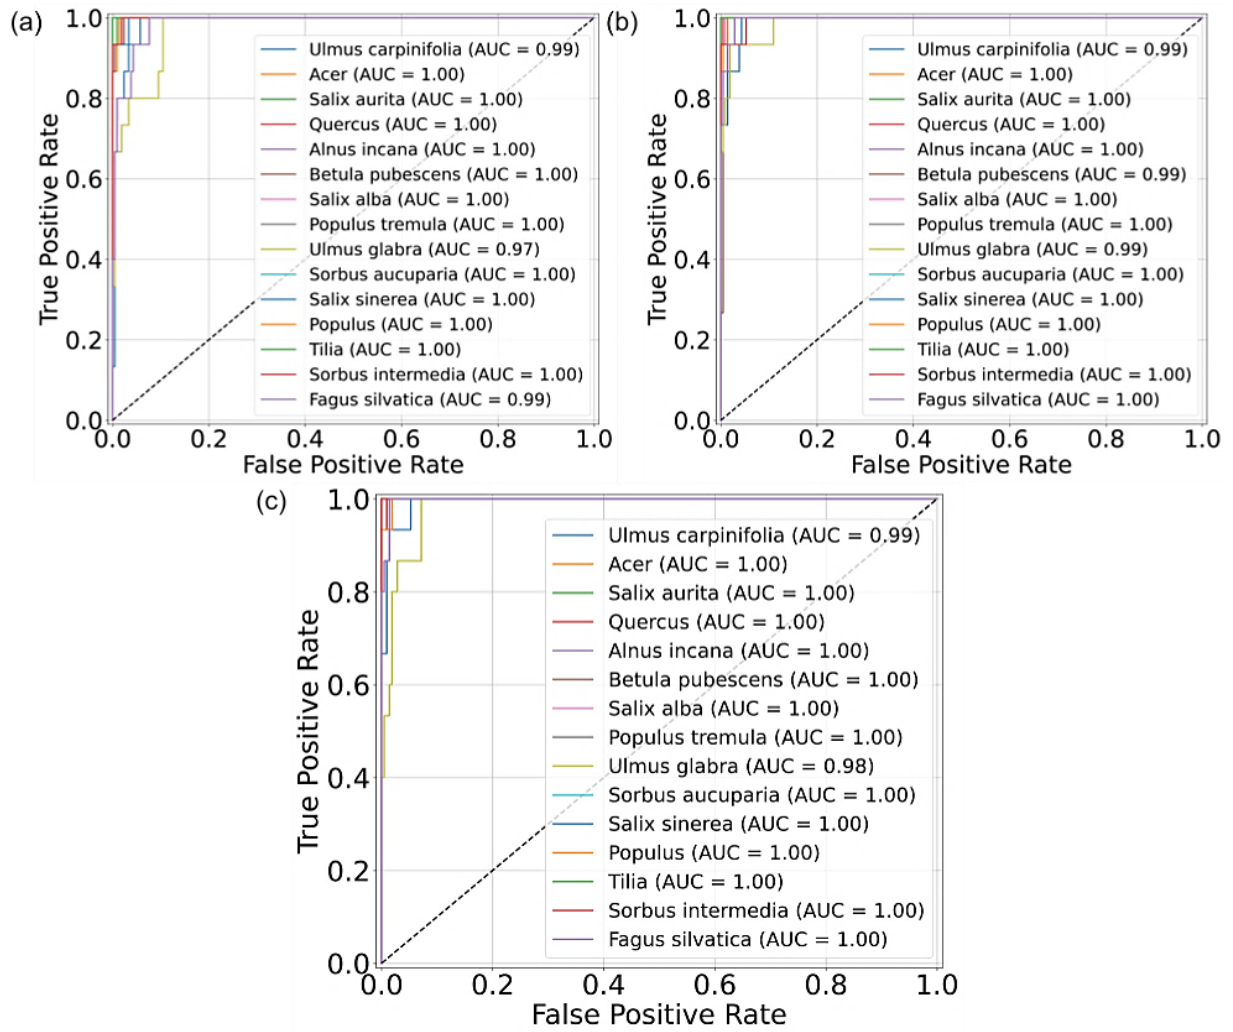 (a)
True Positive Rate
1.0
0.8
0.6
0.4
0.2
0.0
Ulmus carpinifolia (AUC = 0.99)
Acer (AUC = 1.00)
Salix aurita (AUC = 1.00)
Quercus (AUC = 1.00)
Alnus incana (AUC = 1.00)
Betula pubescens (AUC = 1.00)
Salix alba (AUC = 1.00)
Populus tremula (AUC = 1.00)
Ulmus glabra (AUC = 0.97)
Sorbus aucuparia (AUC = 1.00)
Salix sinerea (AUC = 1.00)
Populus (AUC = 1.00)
Tilia (AUC = 1.00)
Sorbus intermedia (AUC = 1.00)
Fagus silvatica (AUC = 0.99)
0.0 0.2 0.4 0.6 0.8 1.0
False Positive Rate
(b)
True Positive Rate
1.0
0.8
0.6
0.4
0.2
0.0
Ulmus carpinifolia (AUC = 0.99)
Acer (AUC = 1.00)
Salix aurita (AUC = 1.00)
Quercus (AUC = 1.00)
Alnus incana (AUC = 1.00)
Betula pubescens (AUC = 0.99)
Salix alba (AUC = 1.00)
Populus tremula (AUC = 1.00)
Ulmus glabra (AUC = 0.99)
Sorbus aucuparia (AUC = 1.00)
Salix sinerea (AUC = 1.00)
Populus (AUC = 1.00)
Tilia (AUC = 1.00)
Sorbus intermedia (AUC = 1.00)
Fagus silvatica (AUC = 1.00)
0.0 0.2 0.4 0.6 0.8 1.0
False Positive Rate
(c)
True Positive Rate
1.0
0.8
0.6
0.4
0.2
0.0
Ulmus carpinifolia (AUC = 0.99)
Acer (AUC = 1.00)
Salix aurita (AUC = 1.00)
Quercus (AUC = 1.00)
Alnus incana (AUC = 1.00)
Betula pubescens (AUC = 1.00)
Salix alba (AUC = 1.00)
Populus tremula (AUC = 1.00)
Ulmus glabra (AUC = 0.98)
Sorbus aucuparia (AUC = 1.00)
Salix sinerea (AUC = 1.00)
Populus (AUC = 1.00)
Tilia (AUC = 1.00)
Sorbus intermedia (AUC = 1.00)
Fagus silvatica (AUC = 1.00)
0.0 0.2 0.4 0.6 0.8 1.0
False Positive Rate